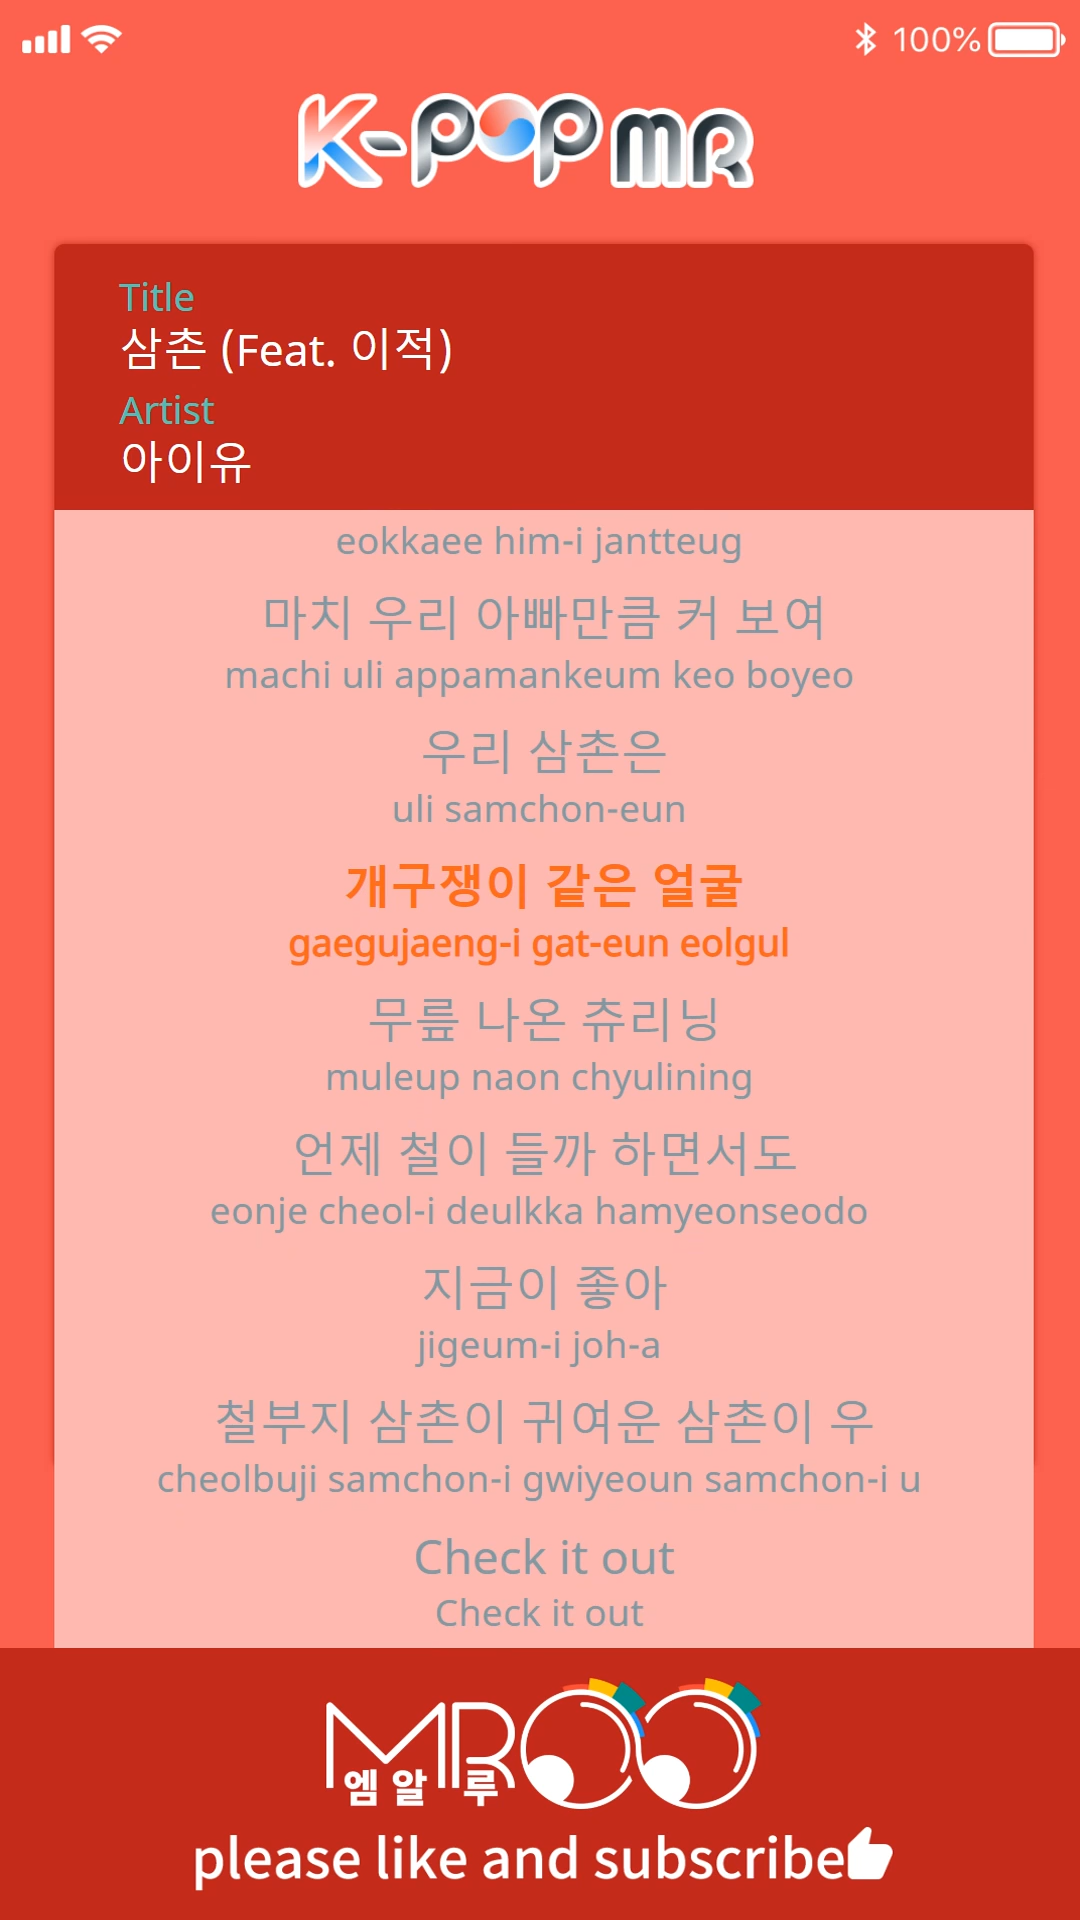 100%
K-POP MR
Title
삼촌 (Feat. 이적)
Artist
아이유
eokkaee him-i jantteug
마치 우리 아빠만큼 커 보여
machi uli appamankeum keo boyeo
우리 삼촌은
uli samchon-eun
개구쟁이 같은 얼굴
gaegujaeng-i gat-eun eolgul
무릎 나온 츄리닝
muleup naon chyulining
언제 철이 들까 하면서도
eonje cheol-i deulkka hamyeonseodo
지금이 좋아
jigeum-i joh-a
철부지 삼촌이 귀여운 삼촌이 우
cheolbuji samchon-i gwiyeoun samchon-i u
Check it out
Check it out
MROO
엠알루
please like and subscribe